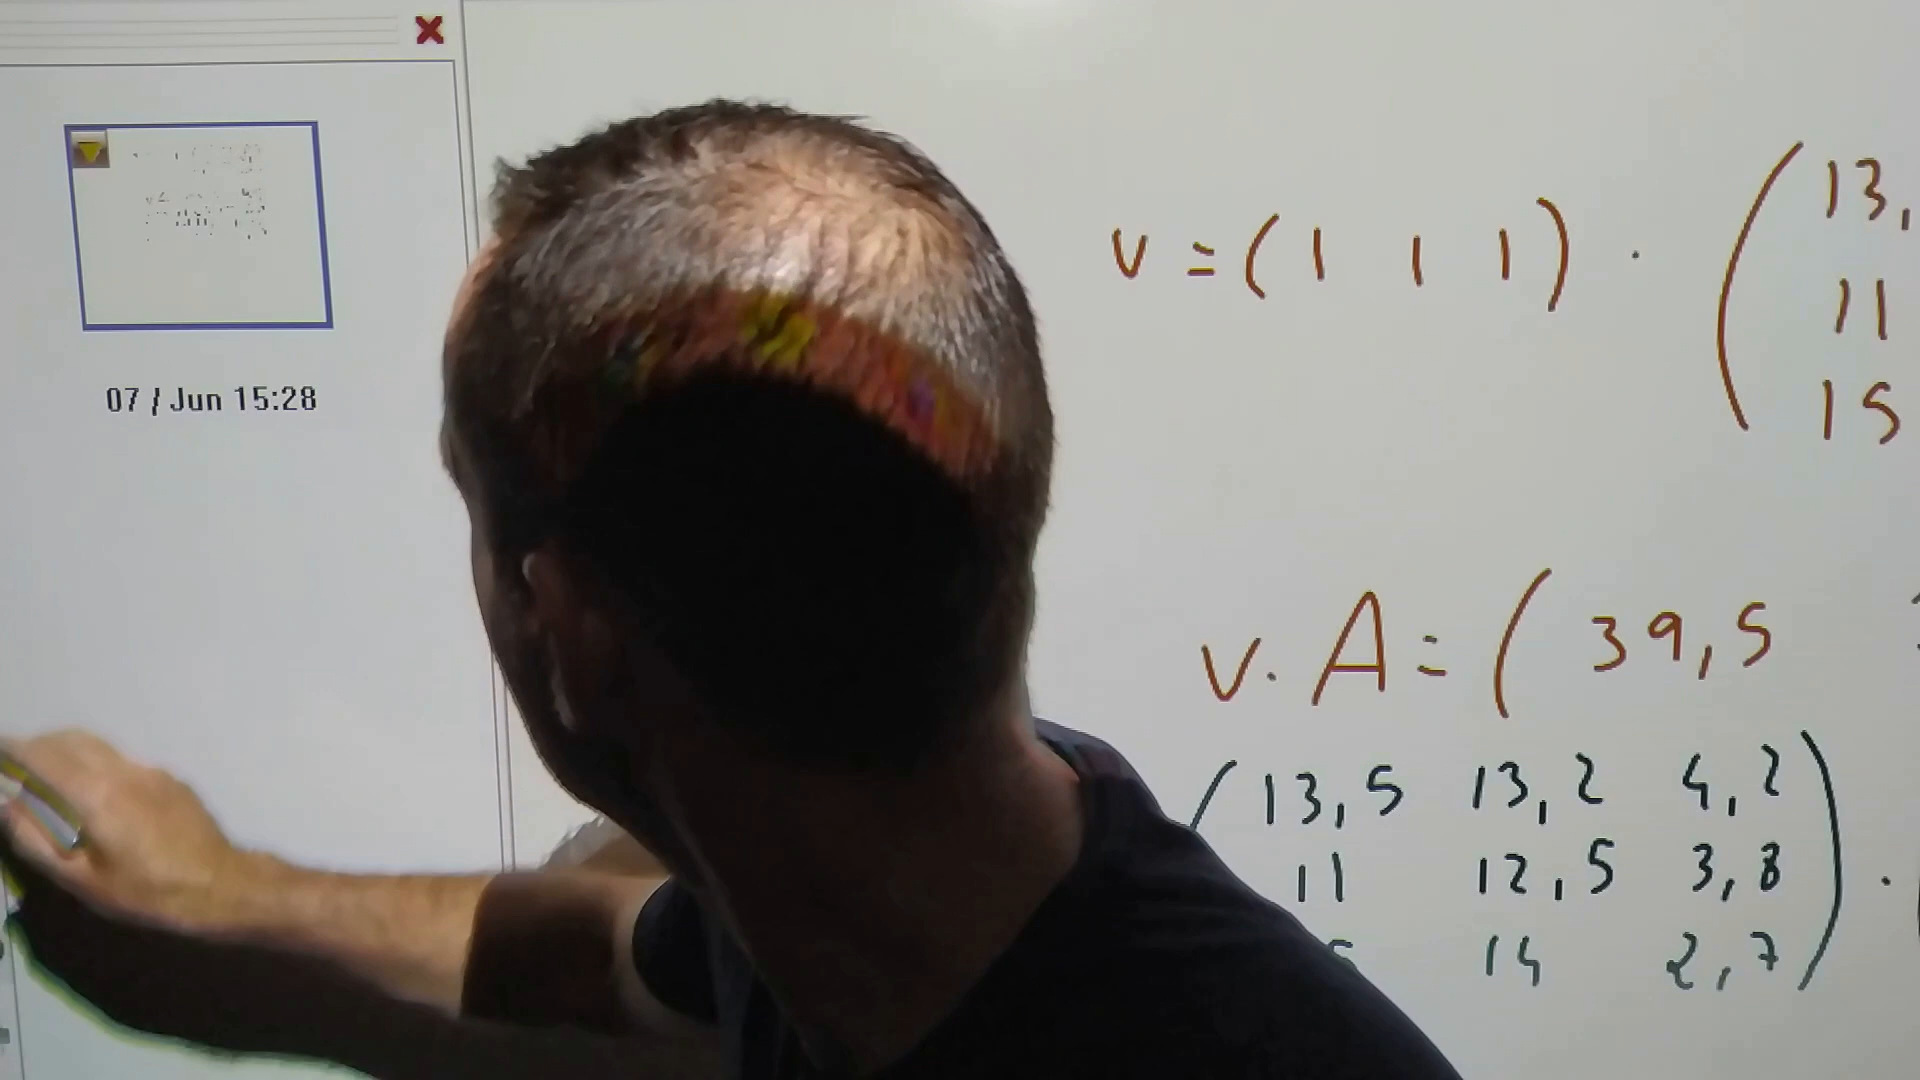 07 / Jun 15:28
v = ( 1 1 1 ) · ( 13,
11
15
v. A = ( 39,5
( 13,5 13,2 4,2 )
11 12,5 3,8 ·
14 2,7